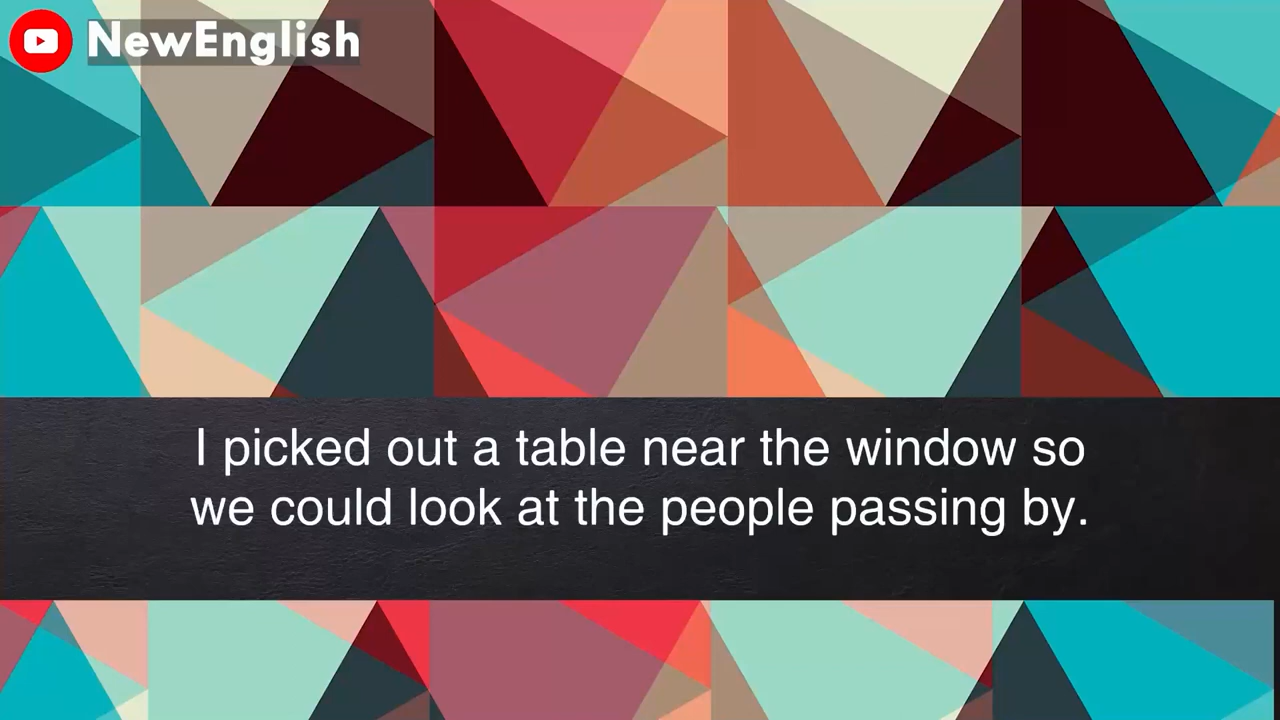 NewEnglish
I picked out a table near the window so
we could look at the people passing by.